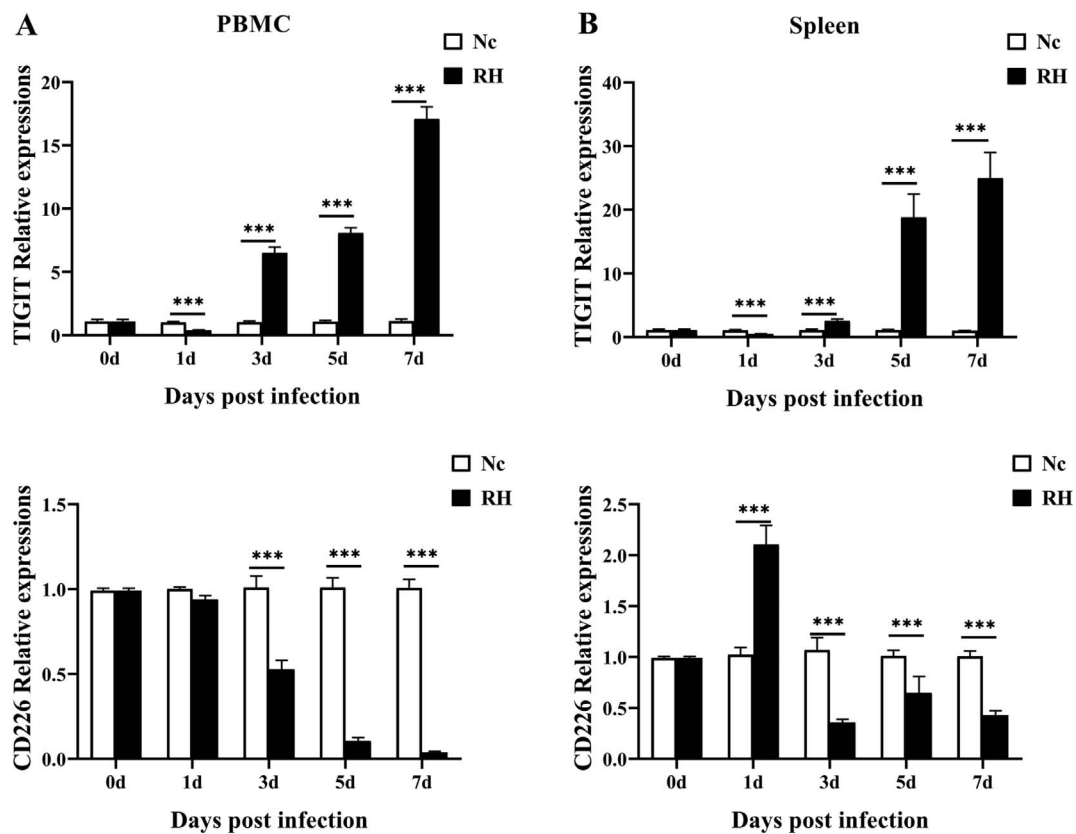 A
PBMC
Nc
RH
TIGIT Relative expressions
20
15
10
5
0
***
***
***
***
0d
1d
3d
5d
7d
Days post infection
B
Spleen
Nc
RH
TIGIT Relative expressions
40
30
20
10
0
***
***
***
***
0d
1d
3d
5d
7d
Days post infection
Nc
RH
CD226 Relative expressions
1.5
1.0
0.5
0.0
***
***
***
0d
1d
3d
5d
7d
Days post infection
Nc
RH
CD226 Relative expressions
2.5
2.0
1.5
1.0
0.5
0.0
***
***
***
***
0d
1d
3d
5d
7d
Days post infection